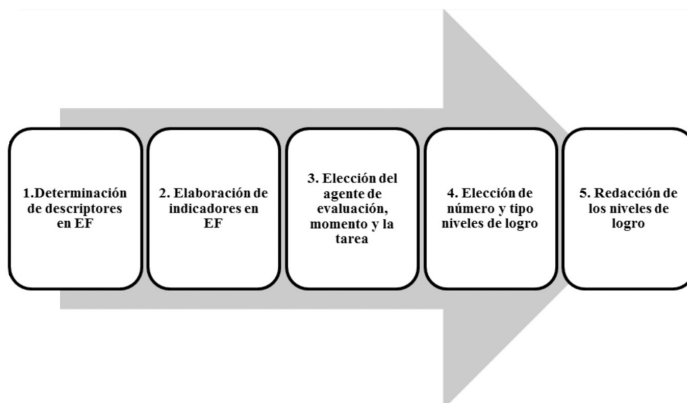 1.Determinación
de descriptores
en EF
2. Elaboración de
indicadores en
EF
3. Elección del
agente de
evaluación,
momento y la
tarea
4. Elección de
número y tipo
niveles de logro
5. Redacción de
los niveles de
logro